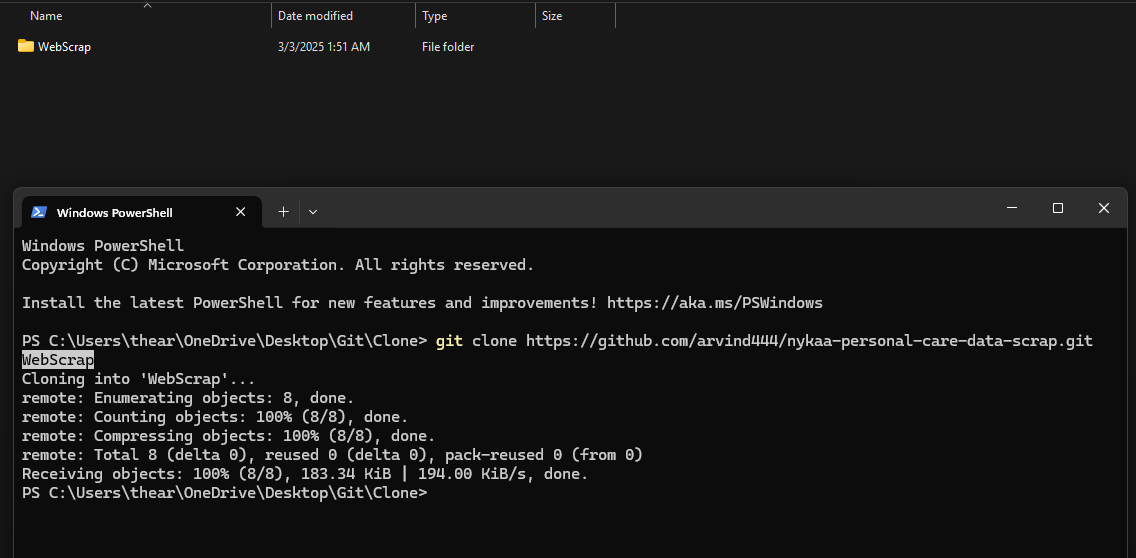 Name Date modified Type Size
WebScrap 3/3/2025 1:51 AM File folder
Windows PowerShell
Windows PowerShell
Copyright (C) Microsoft Corporation. All rights reserved.
Install the latest PowerShell for new features and improvements! https://aka.ms/PSWindows
PS C:\Users\thear\OneDrive\Desktop\Git\Clone> git clone https://github.com/arvind444/nykaa-personal-care-data-scrap.git
WebScrap
Cloning into 'WebScrap'...
remote: Enumerating objects: 8, done.
remote: Counting objects: 100% (8/8), done.
remote: Compressing objects: 100% (8/8), done.
remote: Total 8 (delta 0), reused 0 (delta 0), pack-reused 0 (from 0)
Receiving objects: 100% (8/8), 183.34 KiB | 194.00 KiB/s, done.
PS C:\Users\thear\OneDrive\Desktop\Git\Clone>